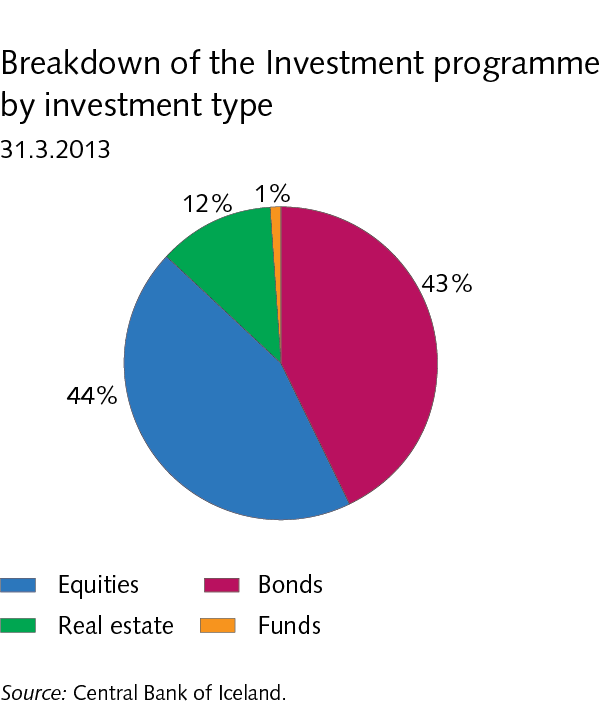 Breakdown of the Investment programme
by investment type
31.3.2013
12% 1%
43%
44%
Equities Bonds
Real estate Funds
Source: Central Bank of Iceland.